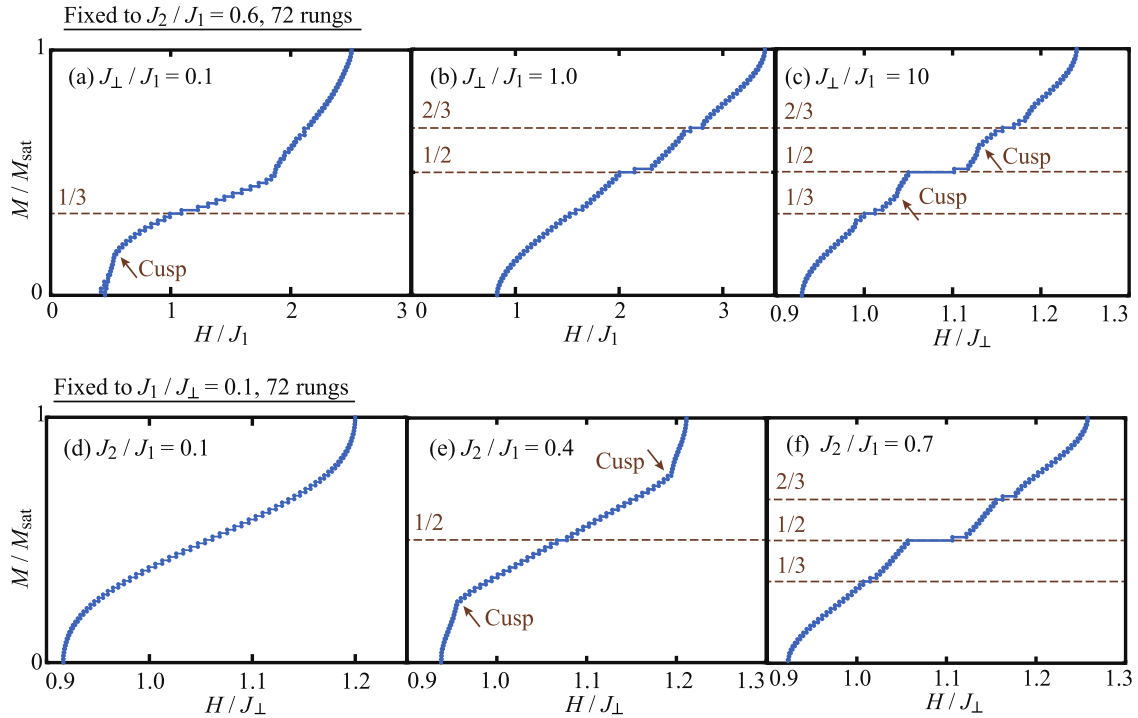 Fixed to J₂ / J₁ = 0.6, 72 rungs
M / M_sat
1
0
(a) J⊥ / J₁ = 0.1
1/3
Cusp
0 1 2 3
H / J₁
(b) J⊥ / J₁ = 1.0
2/3
1/2
0 1 2 3
H / J₁
(c) J⊥ / J₁ = 10
2/3
1/2
1/3
Cusp
Cusp
0.9 1.0 1.1 1.2 1.3
H / J⊥
Fixed to J₁ / J⊥ = 0.1, 72 rungs
M / M_sat
1
0
(d) J₂ / J₁ = 0.1
0.9 1.0 1.1 1.2
H / J⊥
(e) J₂ / J₁ = 0.4
Cusp
1/2
Cusp
0.9 1.0 1.1 1.2 1.3
H / J⊥
(f) J₂ / J₁ = 0.7
2/3
1/2
1/3
0.9 1.0 1.1 1.2 1.3
H / J⊥